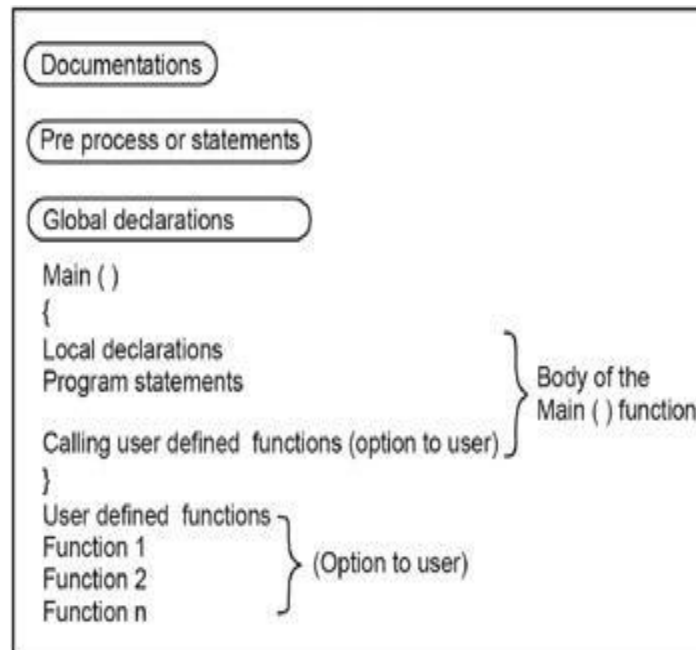 Documentations
Pre process or statements
Global declarations
Main ( )
{
Local declarations
Program statements
Body of the
Main ( ) function
Calling user defined functions (option to user)
}
User defined functions
Function 1
Function 2
Function n
(Option to user)